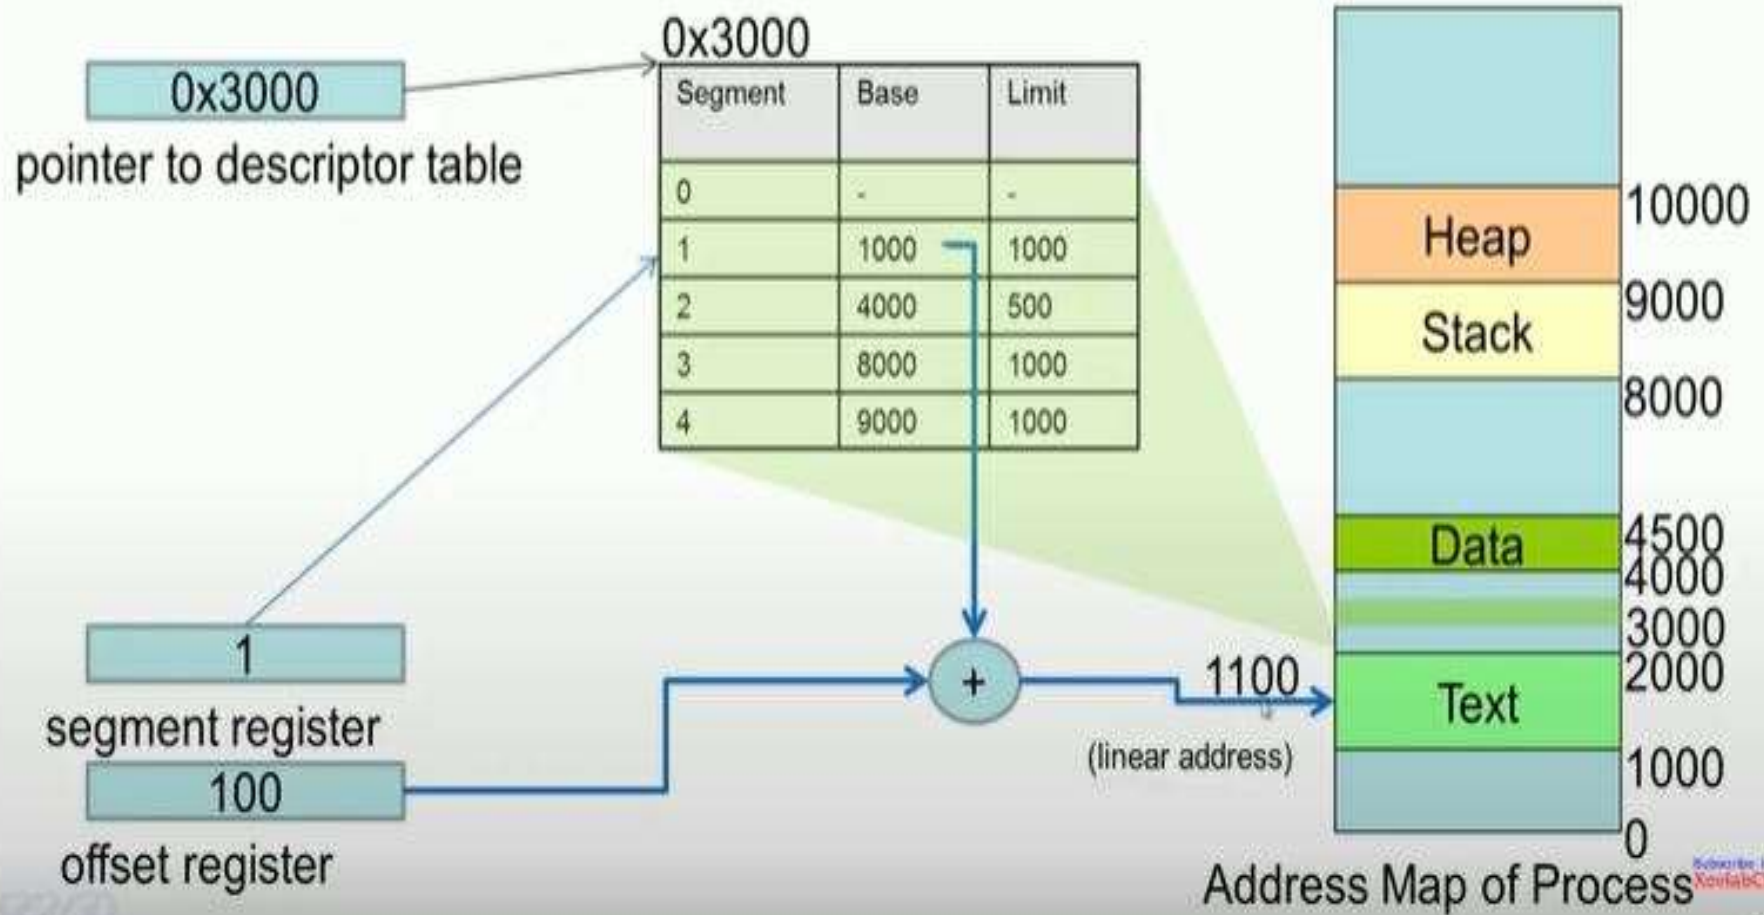 0x3000
pointer to descriptor table
0x3000
Segment Base Limit
0 - -
1 1000 1000
2 4000 500
3 8000 1000
4 9000 1000
1
segment register
100
offset register
+
1100
(linear address)
10000
Heap
9000
Stack
8000
4500
Data
4000
3000
2000
Text
1000
0
Address Map of Process